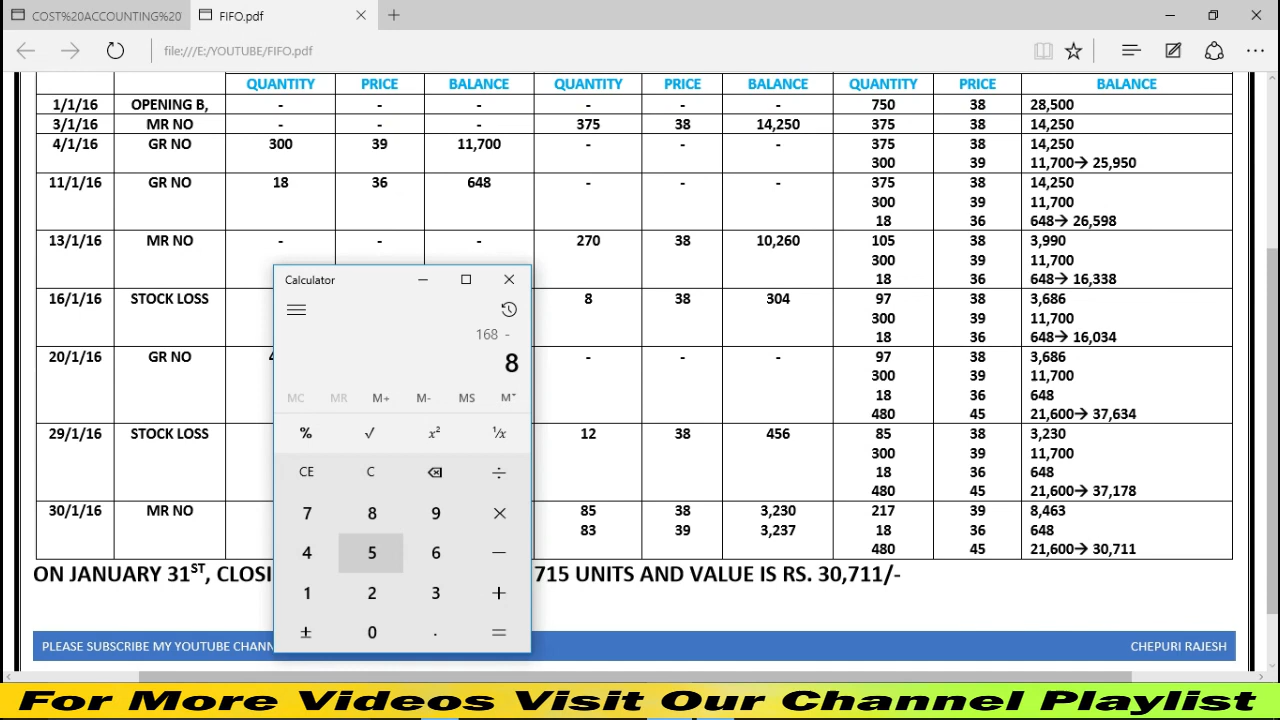 COST%20ACCOUNTING%20
FIFO.pdf
file:///E:/YOUTUBE/FIFO.pdf
QUANTITY PRICE BALANCE QUANTITY PRICE BALANCE QUANTITY PRICE BALANCE
1/1/16 OPENING B, - - - - - - 750 38 28,500
3/1/16 MR NO - - - 375 38 14,250 375 38 14,250
4/1/16 GR NO 300 39 11,700 - - - 375 38 14,250
300 39 11,700→ 25,950
11/1/16 GR NO 18 36 648 - - - 375 38 14,250
300 39 11,700
18 36 648→ 26,598
13/1/16 MR NO - - - 270 38 10,260 105 38 3,990
300 39 11,700
18 36 648→ 16,338
16/1/16 STOCK LOSS 8 38 304 97 38 3,686
300 39 11,700
18 36 648→ 16,034
20/1/16 GR NO 4 - - - 97 38 3,686
300 39 11,700
18 36 648
480 45 21,600→ 37,634
29/1/16 STOCK LOSS 12 38 456 85 38 3,230
300 39 11,700
18 36 648
480 45 21,600→ 37,178
30/1/16 MR NO 85 38 3,230 217 39 8,463
83 39 3,237 18 36 648
480 45 21,600→ 30,711
ON JANUARY 31ST, CLOSI 715 UNITS AND VALUE IS RS. 30,711/-
PLEASE SUBSCRIBE MY YOUTUBE CHANN CHEPURI RAJESH
Calculator
168 -
8
MC MR M+ M- MS M˅
% √ x² ¹/x
CE C ÷
7 8 9 ×
4 5 6 −
1 2 3 +
± 0 . =
For More Videos Visit Our Channel Playlist